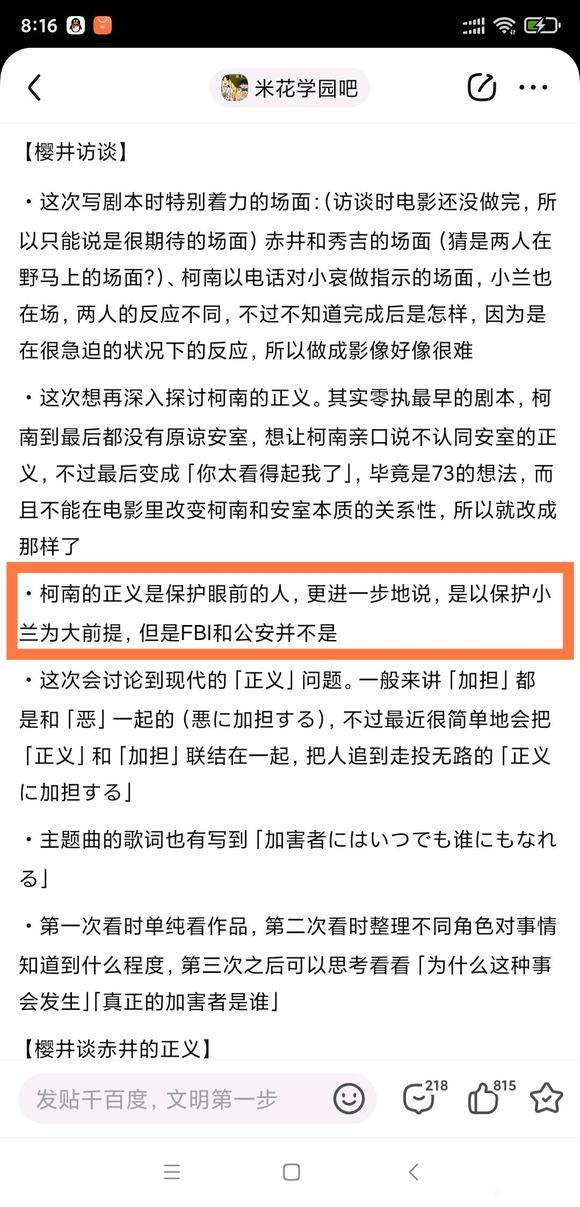 8:16
米花学园吧
【樱井访谈】
・这次写剧本时特别着力的场面：（访谈时电影还没做完，所
以只能说是很期待的场面）赤井和秀吉的场面（猜是两人在
野马上的场面?）、柯南以电话对小哀做指示的场面，小兰也
在场，两人的反应不同，不过不知道完成后是怎样，因为是
在很急迫的状况下的反应，所以做成影像好像很难
・这次想再深入探讨柯南的正义。其实零执最早的剧本，柯
南到最后都没有原谅安室，想让柯南亲口说不认同安室的正
义，不过最后变成「你太看得起我了」，毕竟是73的想法，而
且不能在电影里改变柯南和安室本质的关系性，所以就改成
那样了
・柯南的正义是保护眼前的人，更进一步地说，是以保护小
兰为大前提，但是FBI和公安并不是
・这次会讨论到现代的「正义」问题。一般来讲「加担」都
是和「恶」一起的（悪に加担する），不过最近很简单地会把
「正义」和「加担」联结在一起，把人追到走投无路的「正义
に加担する」
・主题曲的歌词也有写到「加害者にはいつでも谁にもなれ
る」
・第一次看时单纯看作品，第二次看时整理不同角色对事情
知道到什么程度，第三次之后可以思考看看「为什么这种事
会发生」「真正的加害者是谁」
【樱井谈赤井的正义】
发贴千百度，文明第一步
218
815